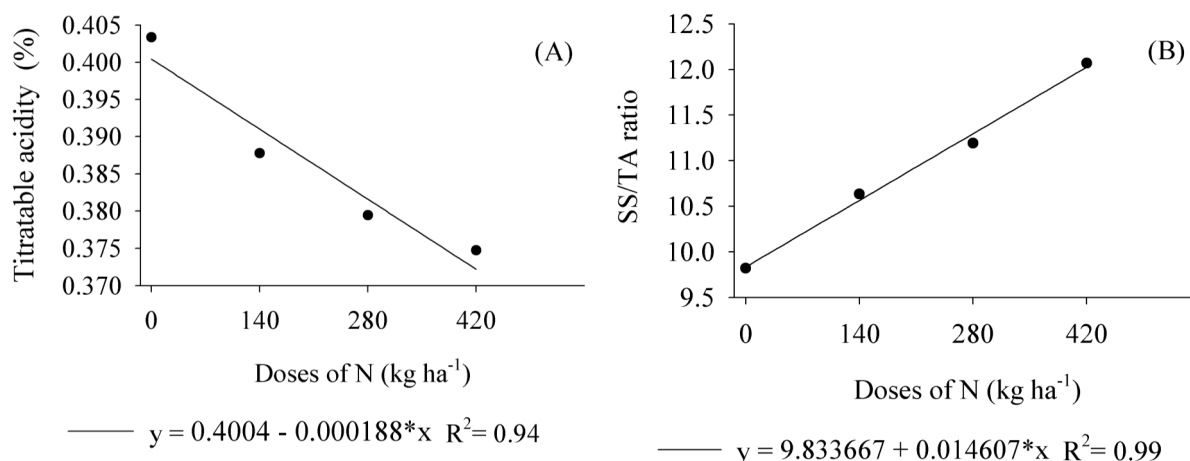 Titratable acidity (%)
0.405
0.400
0.395
0.390
0.385
0.380
0.375
0.370
(A)
0 140 280 420
Doses of N (kg ha⁻¹)
y = 0.4004 - 0.000188*x R²= 0.94
SS/TA ratio
12.5
12.0
11.5
11.0
10.5
10.0
9.5
(B)
0 140 280 420
Doses of N (kg ha⁻¹)
y = 9.833667 + 0.014607*x R²= 0.99